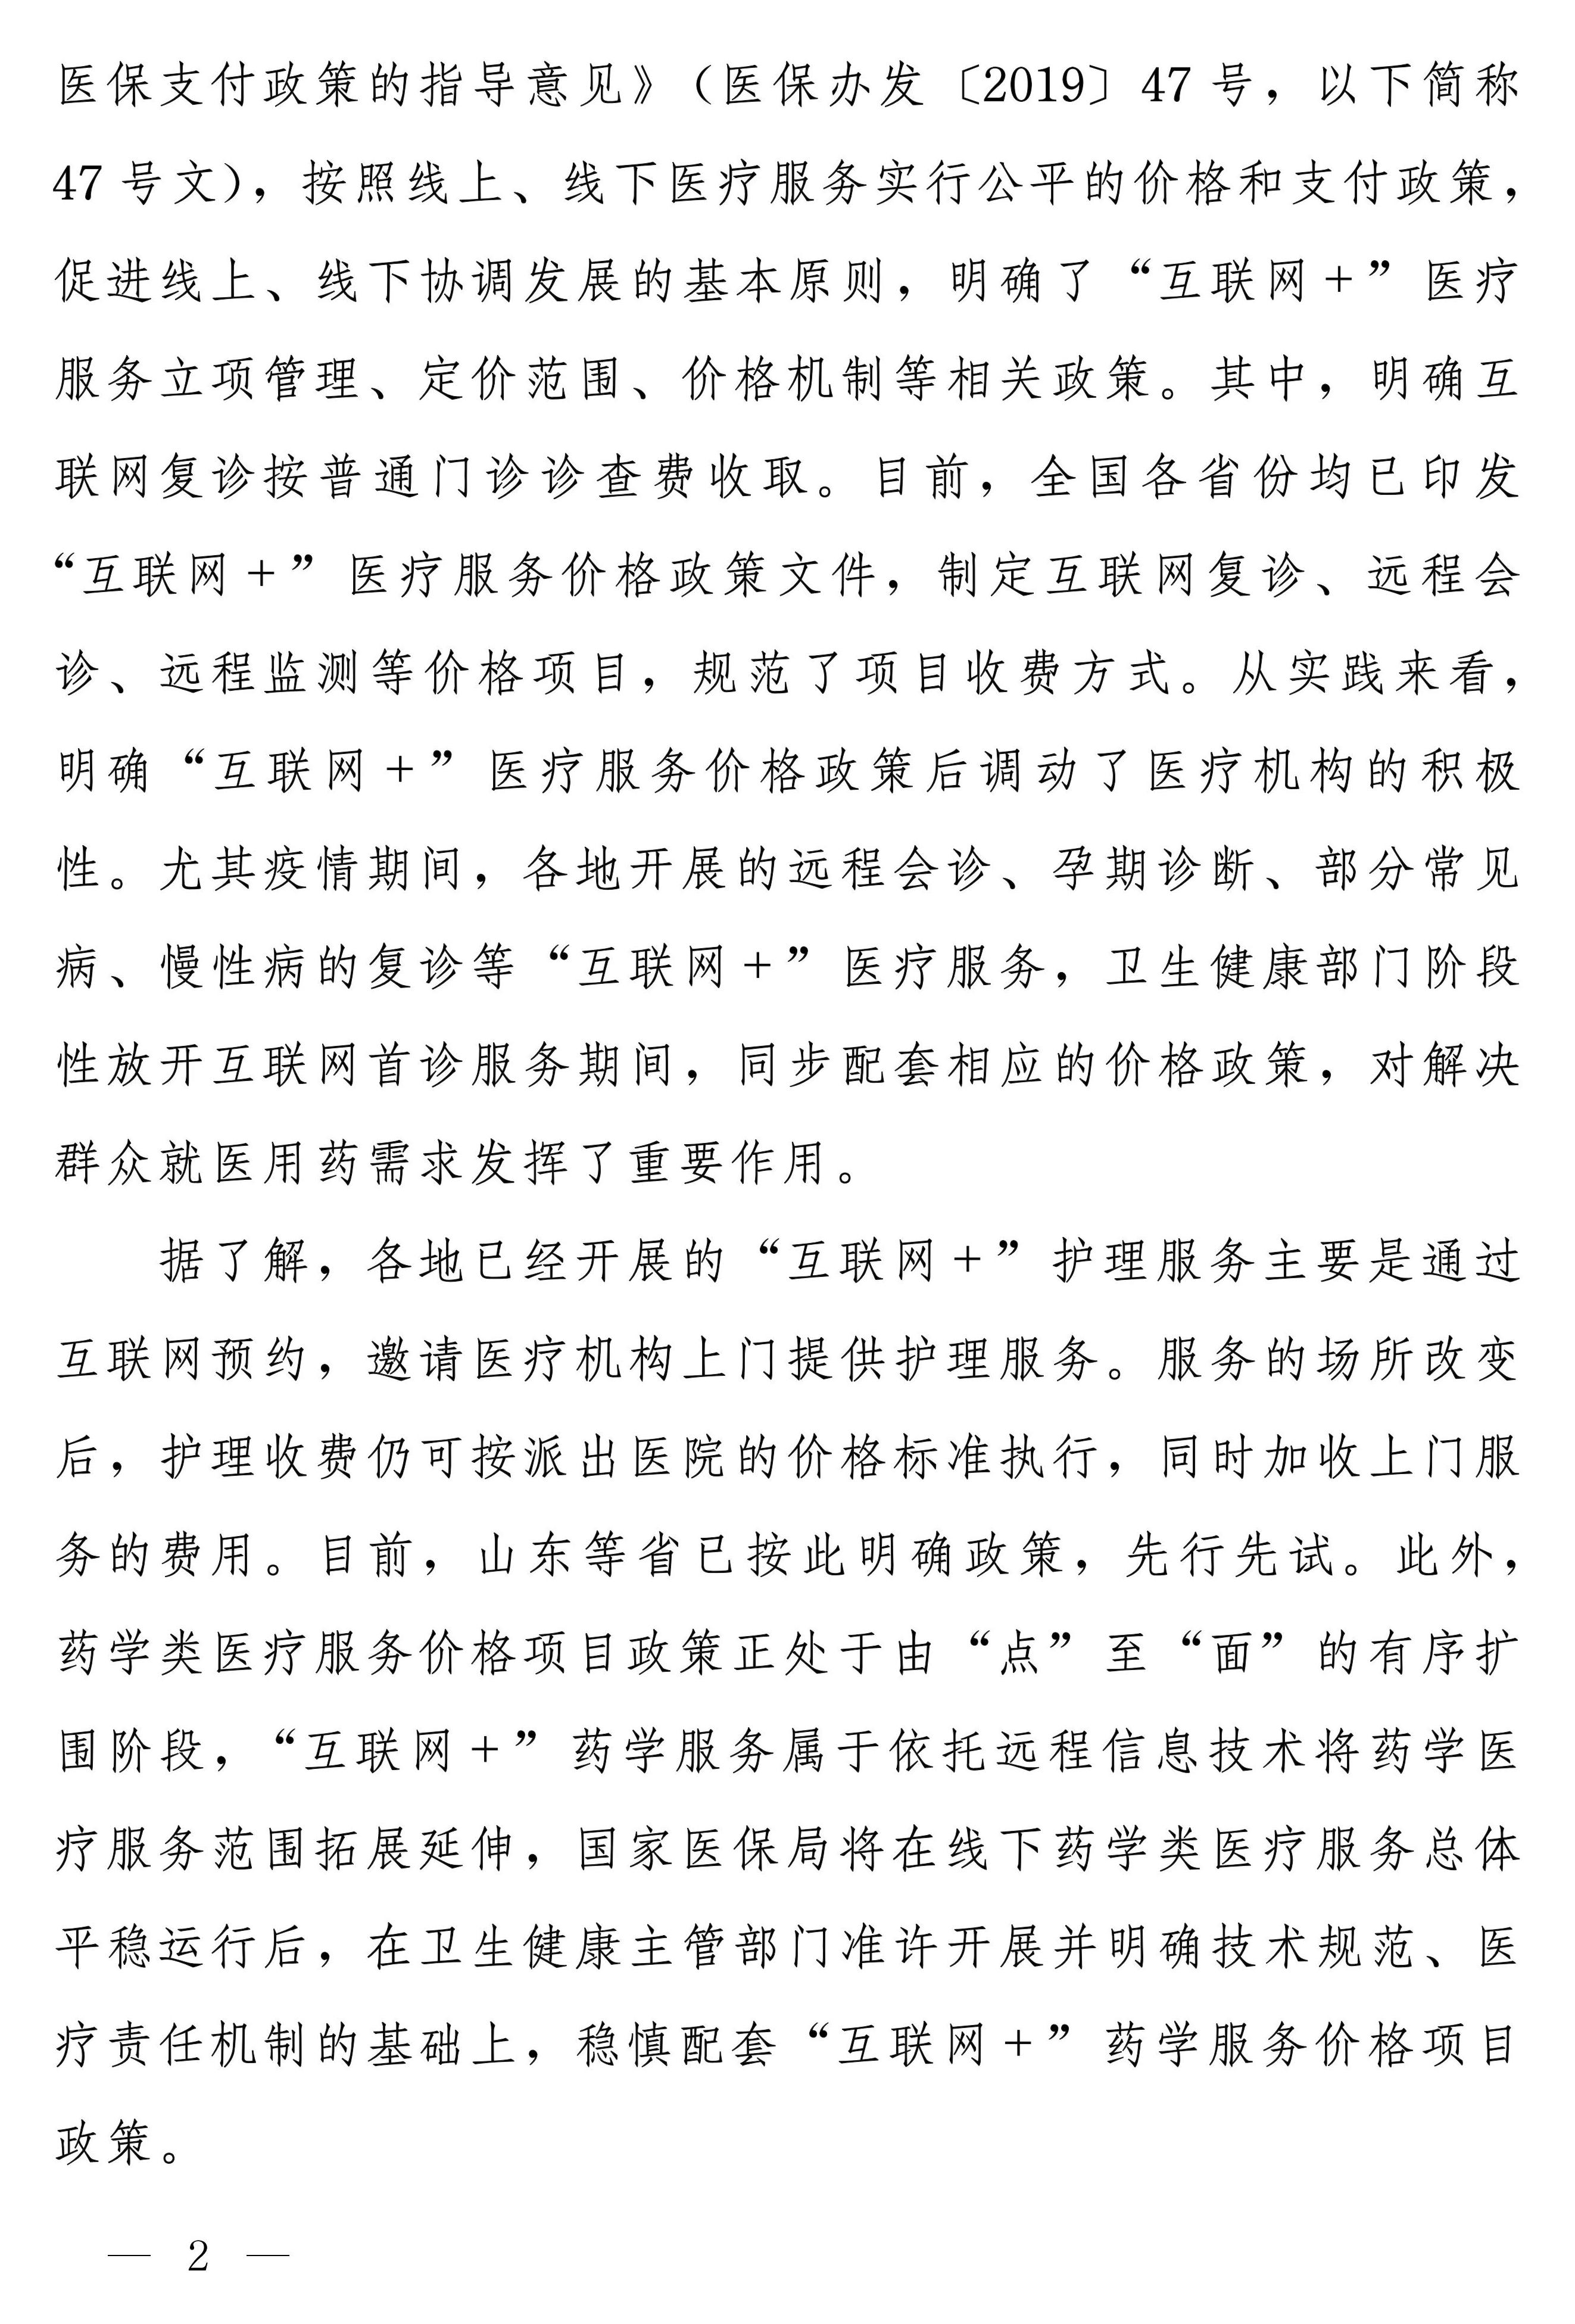 医保支付政策的指导意见》（医保办发〔2019〕47 号，以下简称
47 号文），按照线上、线下医疗服务实行公平的价格和支付政策，
促进线上、线下协调发展的基本原则，明确了“互联网+”医疗
服务立项管理、定价范围、价格机制等相关政策。其中，明确互
联网复诊按普通门诊诊查费收取。目前，全国各省份均已印发
“互联网+”医疗服务价格政策文件，制定互联网复诊、远程会
诊、远程监测等价格项目，规范了项目收费方式。从实践来看，
明确“互联网+”医疗服务价格政策后调动了医疗机构的积极
性。尤其疫情期间，各地开展的远程会诊、孕期诊断、部分常见
病、慢性病的复诊等“互联网+”医疗服务，卫生健康部门阶段
性放开互联网首诊服务期间，同步配套相应的价格政策，对解决
群众就医用药需求发挥了重要作用。
据了解，各地已经开展的“互联网+”护理服务主要是通过
互联网预约，邀请医疗机构上门提供护理服务。服务的场所改变
后，护理收费仍可按派出医院的价格标准执行，同时加收上门服
务的费用。目前，山东等省已按此明确政策，先行先试。此外，
药学类医疗服务价格项目政策正处于由“点”至“面”的有序扩
围阶段，“互联网+”药学服务属于依托远程信息技术将药学医
疗服务范围拓展延伸，国家医保局将在线下药学类医疗服务总体
平稳运行后，在卫生健康主管部门准许开展并明确技术规范、医
疗责任机制的基础上，稳慎配套“互联网+”药学服务价格项目
政策。
— 2 —